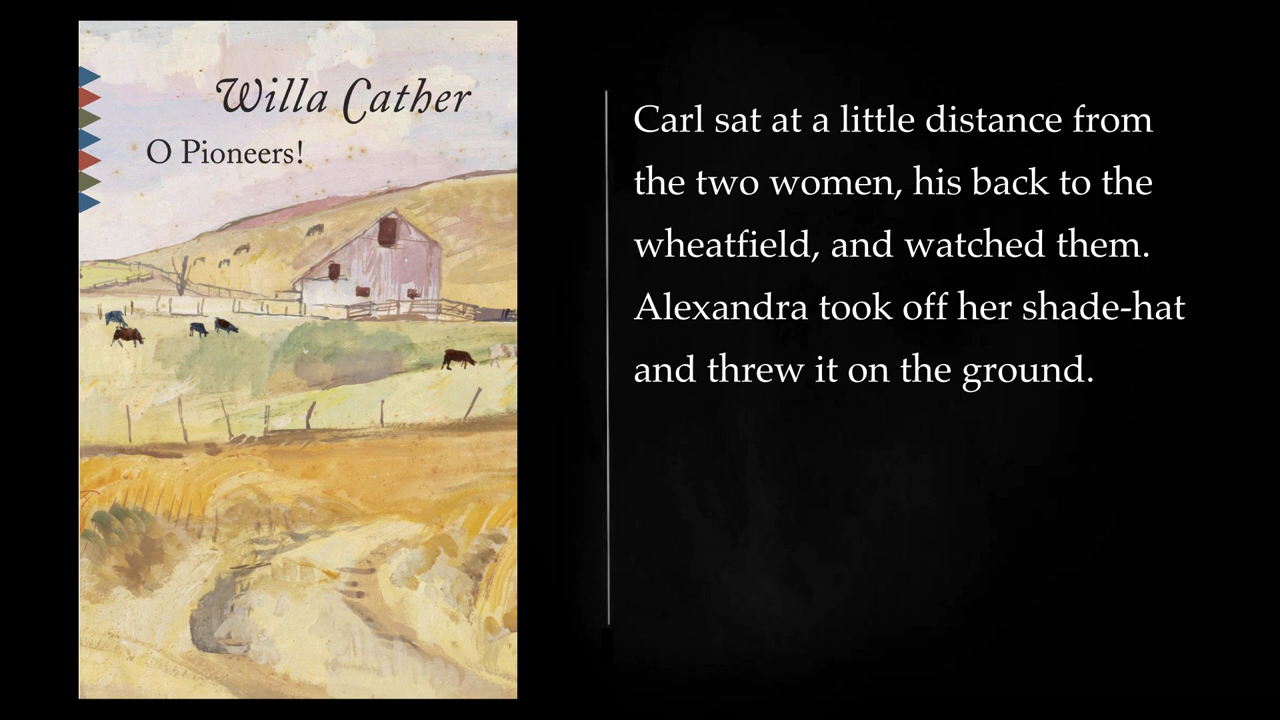 Willa Cather
O Pioneers!
Carl sat at a little distance from
the two women, his back to the
wheatfield, and watched them.
Alexandra took off her shade-hat
and threw it on the ground.